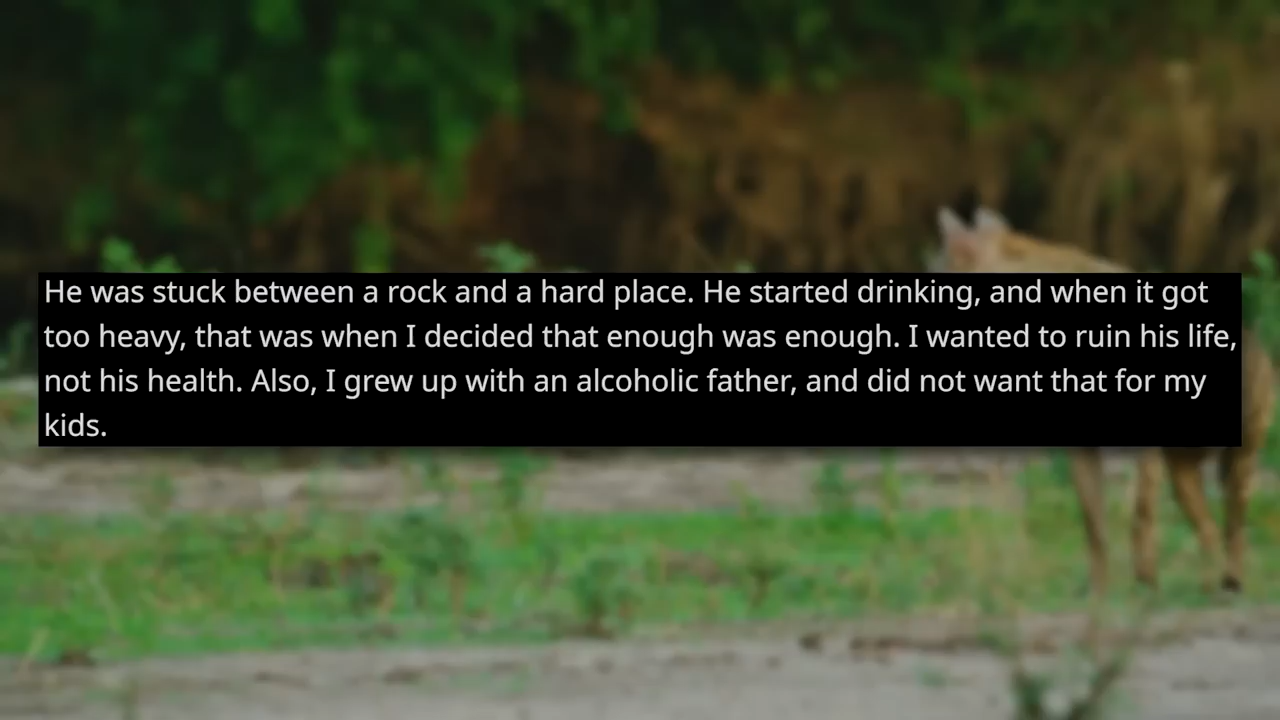 He was stuck between a rock and a hard place. He started drinking, and when it got
too heavy, that was when I decided that enough was enough. I wanted to ruin his life,
not his health. Also, I grew up with an alcoholic father, and did not want that for my
kids.